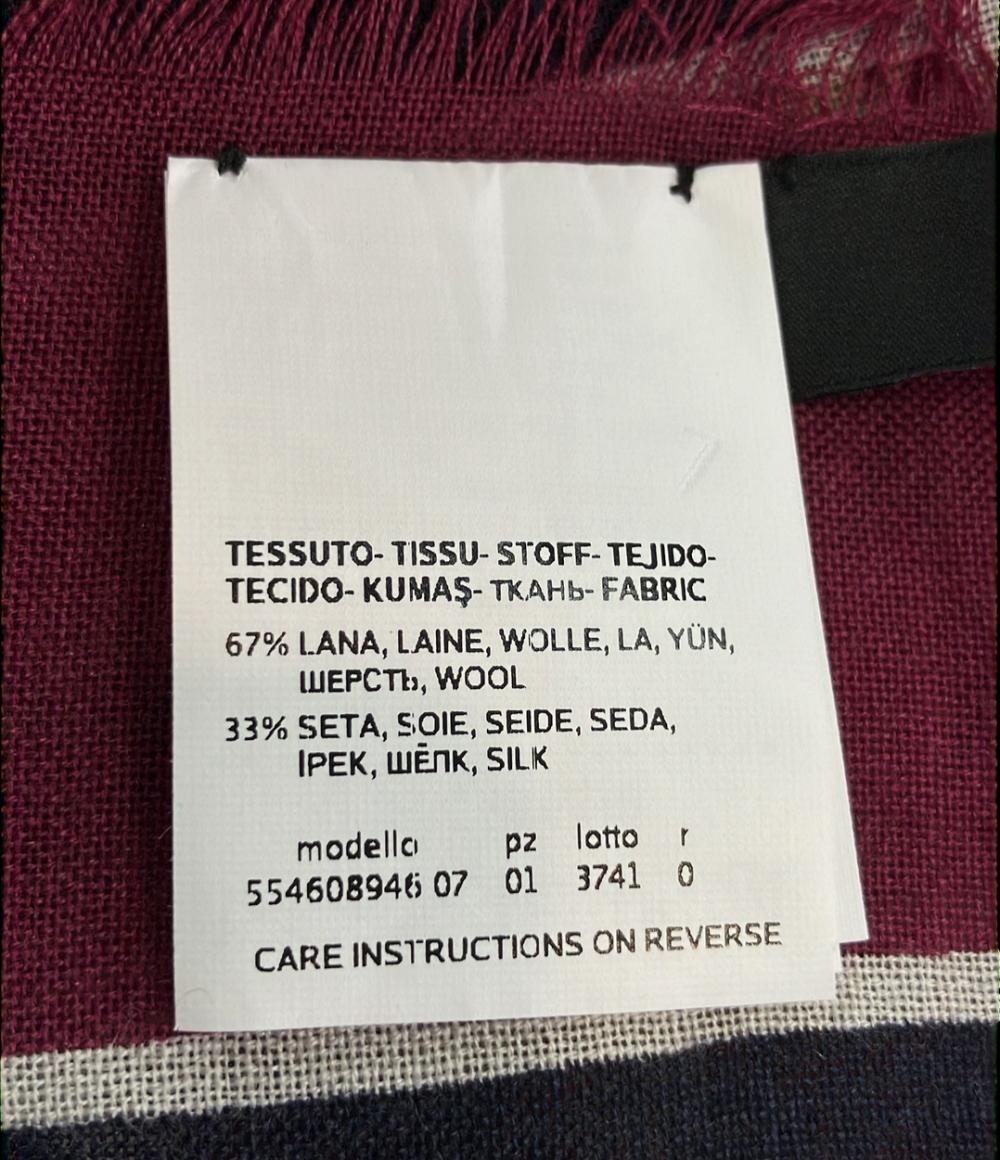 TESSUTO- TISSU- STOFF- TEJIDO-
TECIDO- KUMAŞ- ТКАНЬ- FABRIC
67% LANA, LAINE, WOLLE, LA, YÜN,
ШЕРСТЬ, WOOL
33% SETA, SOIE, SEIDE, SEDA,
İPEK, ШЁЛК, SILK
modello pz lotto r
554608946 07 01 3741 0
CARE INSTRUCTIONS ON REVERSE